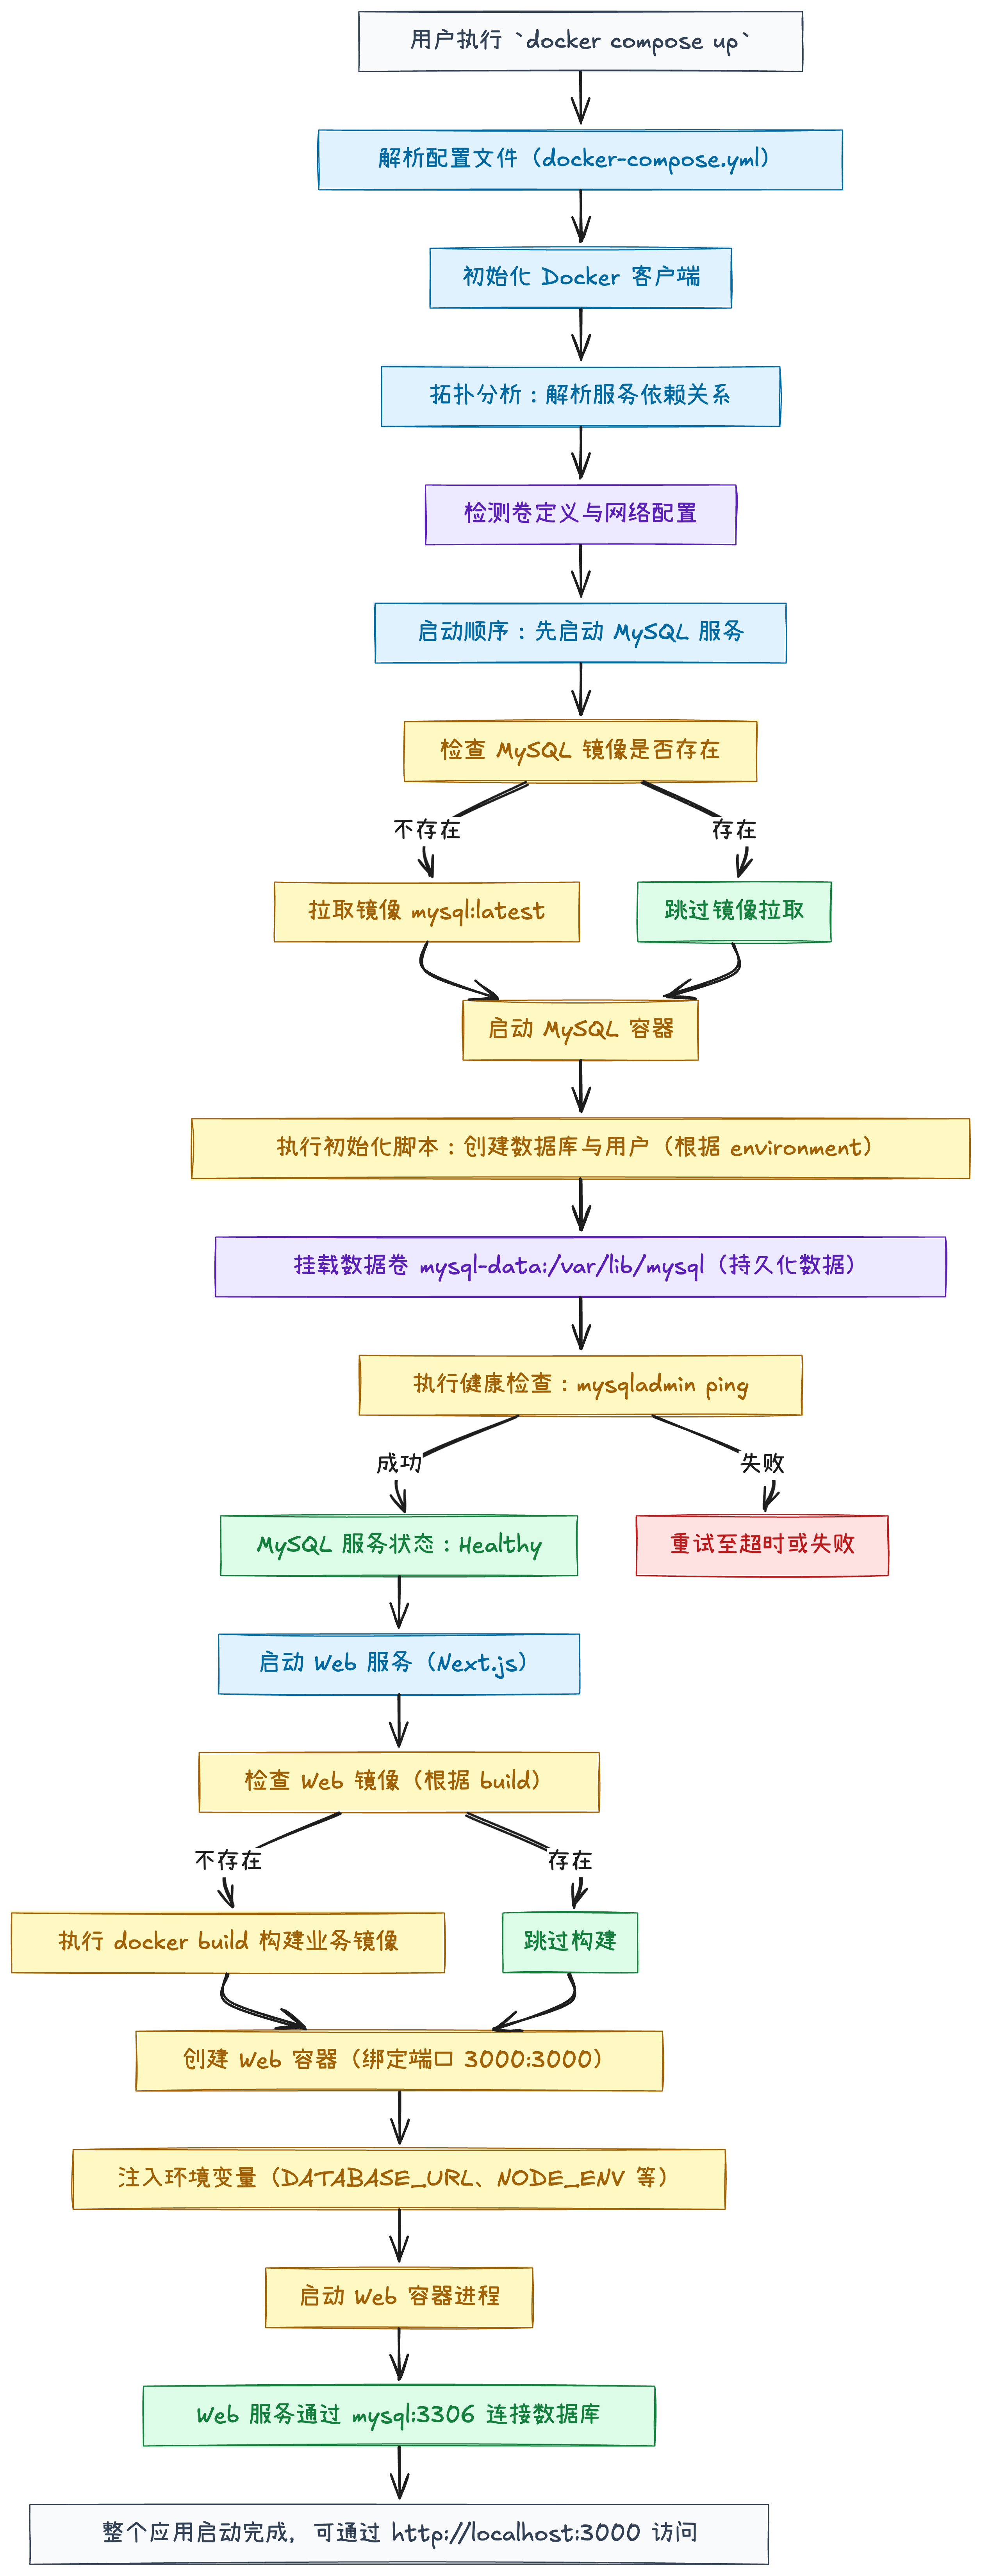 用户执行 `docker compose up`
解析配置文件（docker-compose.yml）
初始化 Docker 客户端
拓扑分析：解析服务依赖关系
检测卷定义与网络配置
启动顺序：先启动 MySQL 服务
检查 MySQL 镜像是否存在
不存在
存在
拉取镜像 mysql:latest
跳过镜像拉取
启动 MySQL 容器
执行初始化脚本：创建数据库与用户（根据 environment）
挂载数据卷 mysql-data:/var/lib/mysql（持久化数据）
执行健康检查：mysqladmin ping
成功
失败
MySQL 服务状态：Healthy
重试至超时或失败
启动 Web 服务（Next.js）
检查 Web 镜像（根据 build）
不存在
存在
执行 docker build 构建业务镜像
跳过构建
创建 Web 容器（绑定端口 3000:3000）
注入环境变量（DATABASE_URL、NODE_ENV 等）
启动 Web 容器进程
Web 服务通过 mysql:3306 连接数据库
整个应用启动完成，可通过 http://localhost:3000 访问